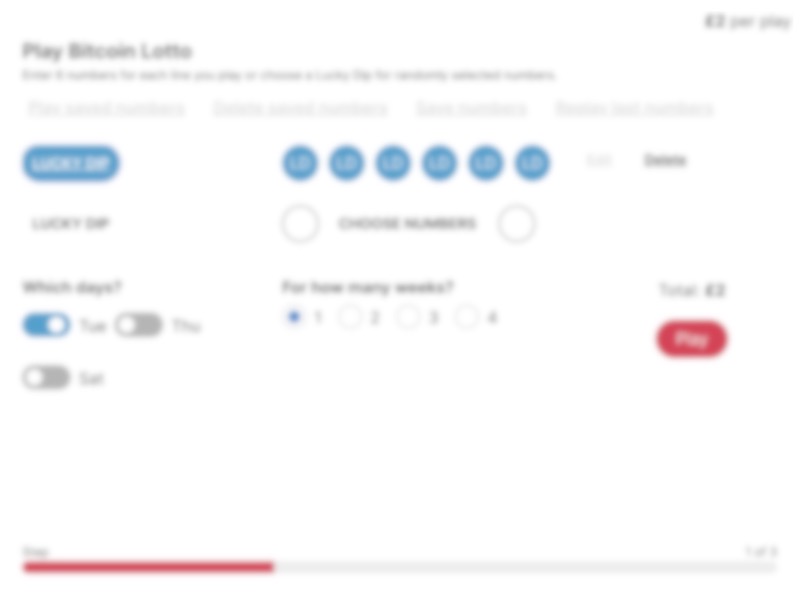 £2 per play
Play Bitcoin Lotto
Enter 6 numbers for each line you play or choose a Lucky Dip for randomly selected numbers.
Play saved numbers Delete saved numbers Save numbers Replay last numbers
LUCKY DIP LD LD LD LD LD LD Edit Delete
LUCKY DIP CHOOSE NUMBERS
Which days? For how many weeks? Total: £2
Tue Thu 1 2 3 4 Play
Sat
Step 1 of 3